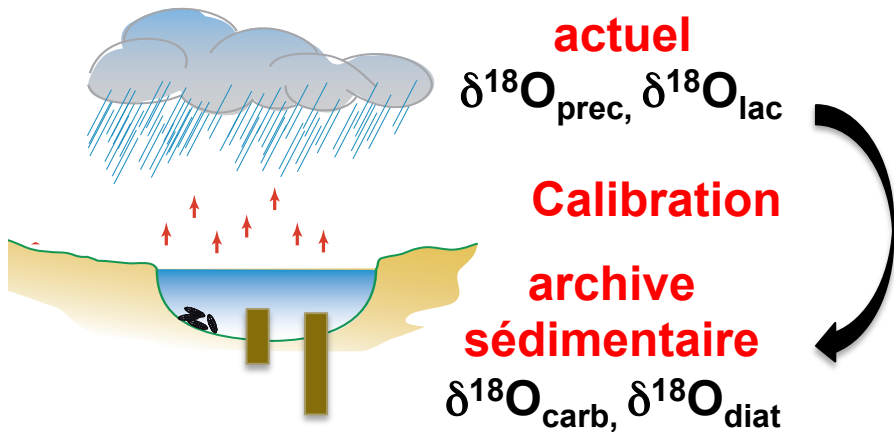 actuel
δ¹⁸Oprec, δ¹⁸Olac
Calibration
archive
sédimentaire
δ¹⁸Ocarb, δ¹⁸Odiat